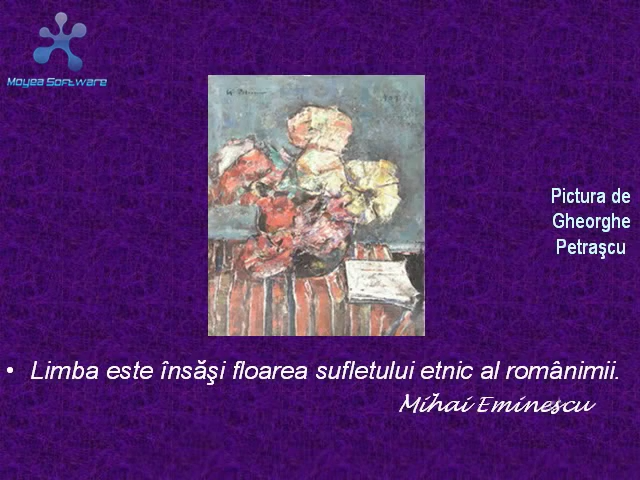 Moyea Software
Pictura de
Gheorghe
Petraşcu
• Limba este însăşi floarea sufletului etnic al românimii.
Mihai Eminescu